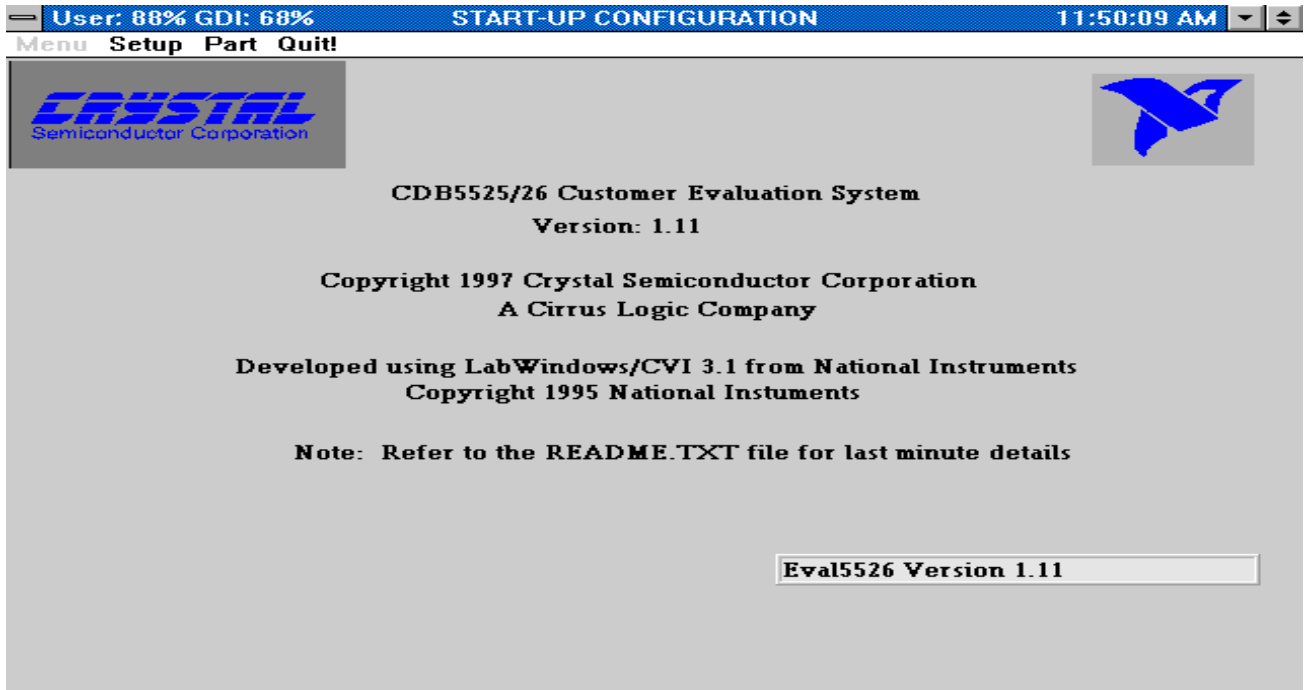 User: 88% GDI: 68% START-UP CONFIGURATION 11:50:09 AM
Menu Setup Part Quit!
CRYSTAL
Semiconductor Corporation
CDB5525/26 Customer Evaluation System
Version: 1.11
Copyright 1997 Crystal Semiconductor Corporation
A Cirrus Logic Company
Developed using LabWindows/CVI 3.1 from National Instruments
Copyright 1995 National Instuments
Note: Refer to the README.TXT file for last minute details
Eval5526 Version 1.11